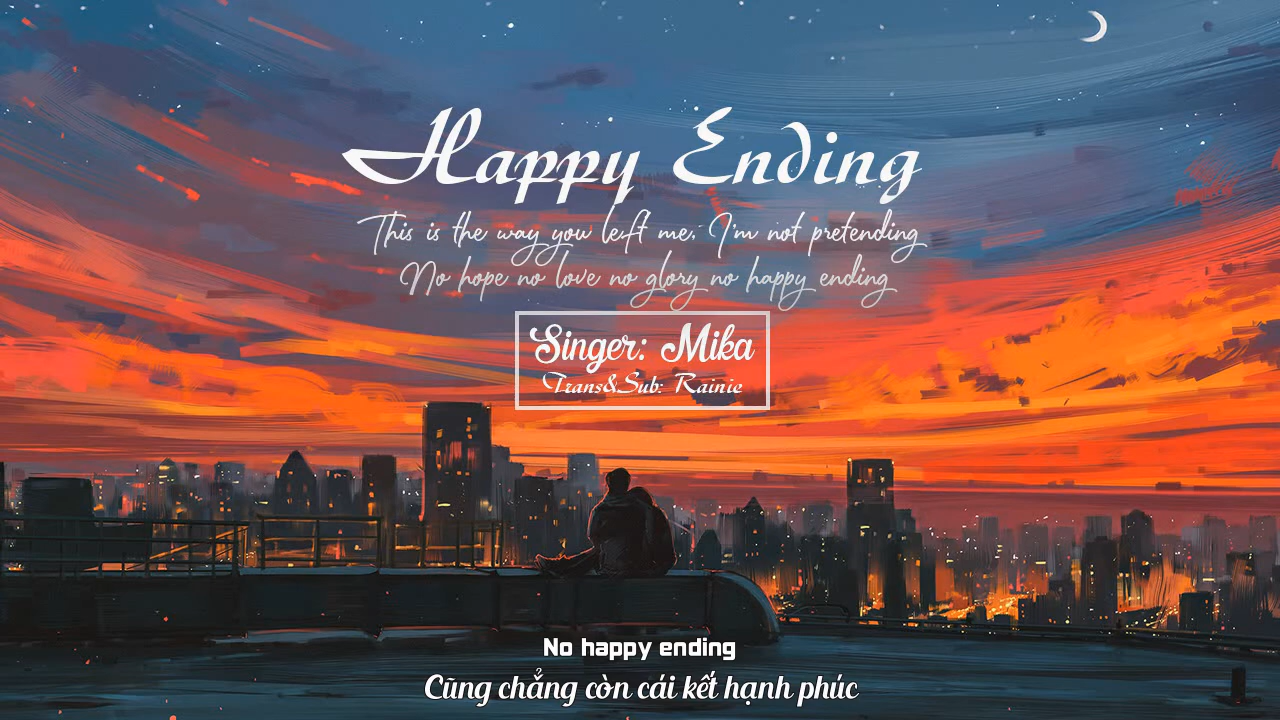 Happy Ending
This is the way you left me, I'm not pretending
No hope no love no glory no happy ending
Singer: Mika
Trans&Sub: Rainie
No happy ending
Cũng chẳng còn cái kết hạnh phúc